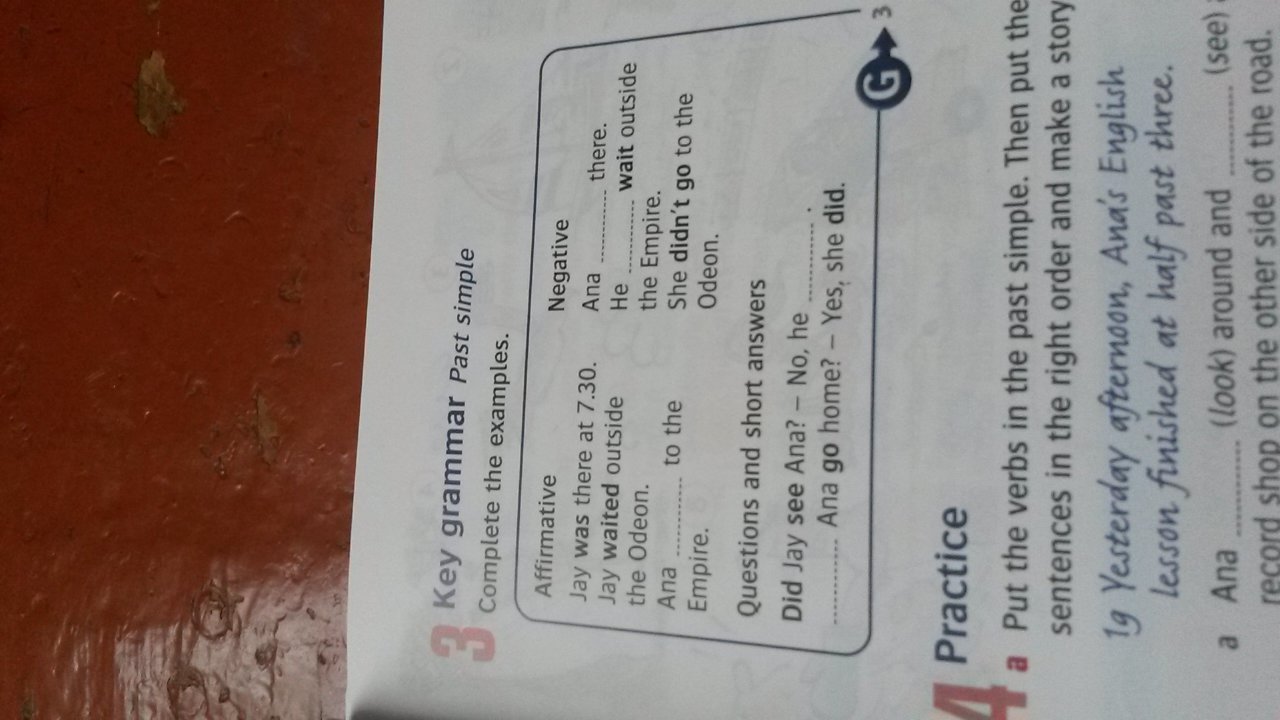 3 Key grammar Past simple
Complete the examples.
Affirmative
Jay was there at 7.30.
Jay waited outside
the Odeon.
Ana ............ to the
Empire.
Negative
Ana ............ there.
He ............ wait outside
the Empire.
She didn't go to the
Odeon.
Questions and short answers
Did Jay see Ana? – No, he ............ .
............ Ana go home? – Yes, she did.
G 3
4 Practice
a Put the verbs in the past simple. Then put the
sentences in the right order and make a story
1g Yesterday afternoon, Ana's English
lesson finished at half past three.
a Ana ............ (look) around and ............ (see)
record shop on the other side of the road.